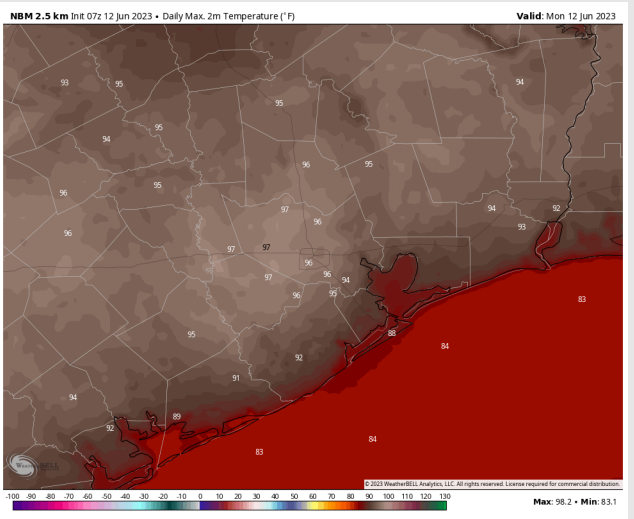 NBM 2.5 km Init 07z 12 Jun 2023 • Daily Max. 2m Temperature (°F) Valid: Mon 12 Jun 2023
93 95 94
95
95
94
96 95
95
96
97 94 92
96
93
96
97 97
96
97 96 94
96 95
83
95 88
84
92
91
94
89
92
84
83
WeatherBELL
© 2023 WeatherBELL Analytics, LLC. All rights reserved. License required for commercial distribution.
-100 -90 -80 -70 -60 -50 -40 -30 -20 -10 0 10 20 30 40 50 60 70 80 90 100 110 120 130
Max: 98.2 • Min: 83.1